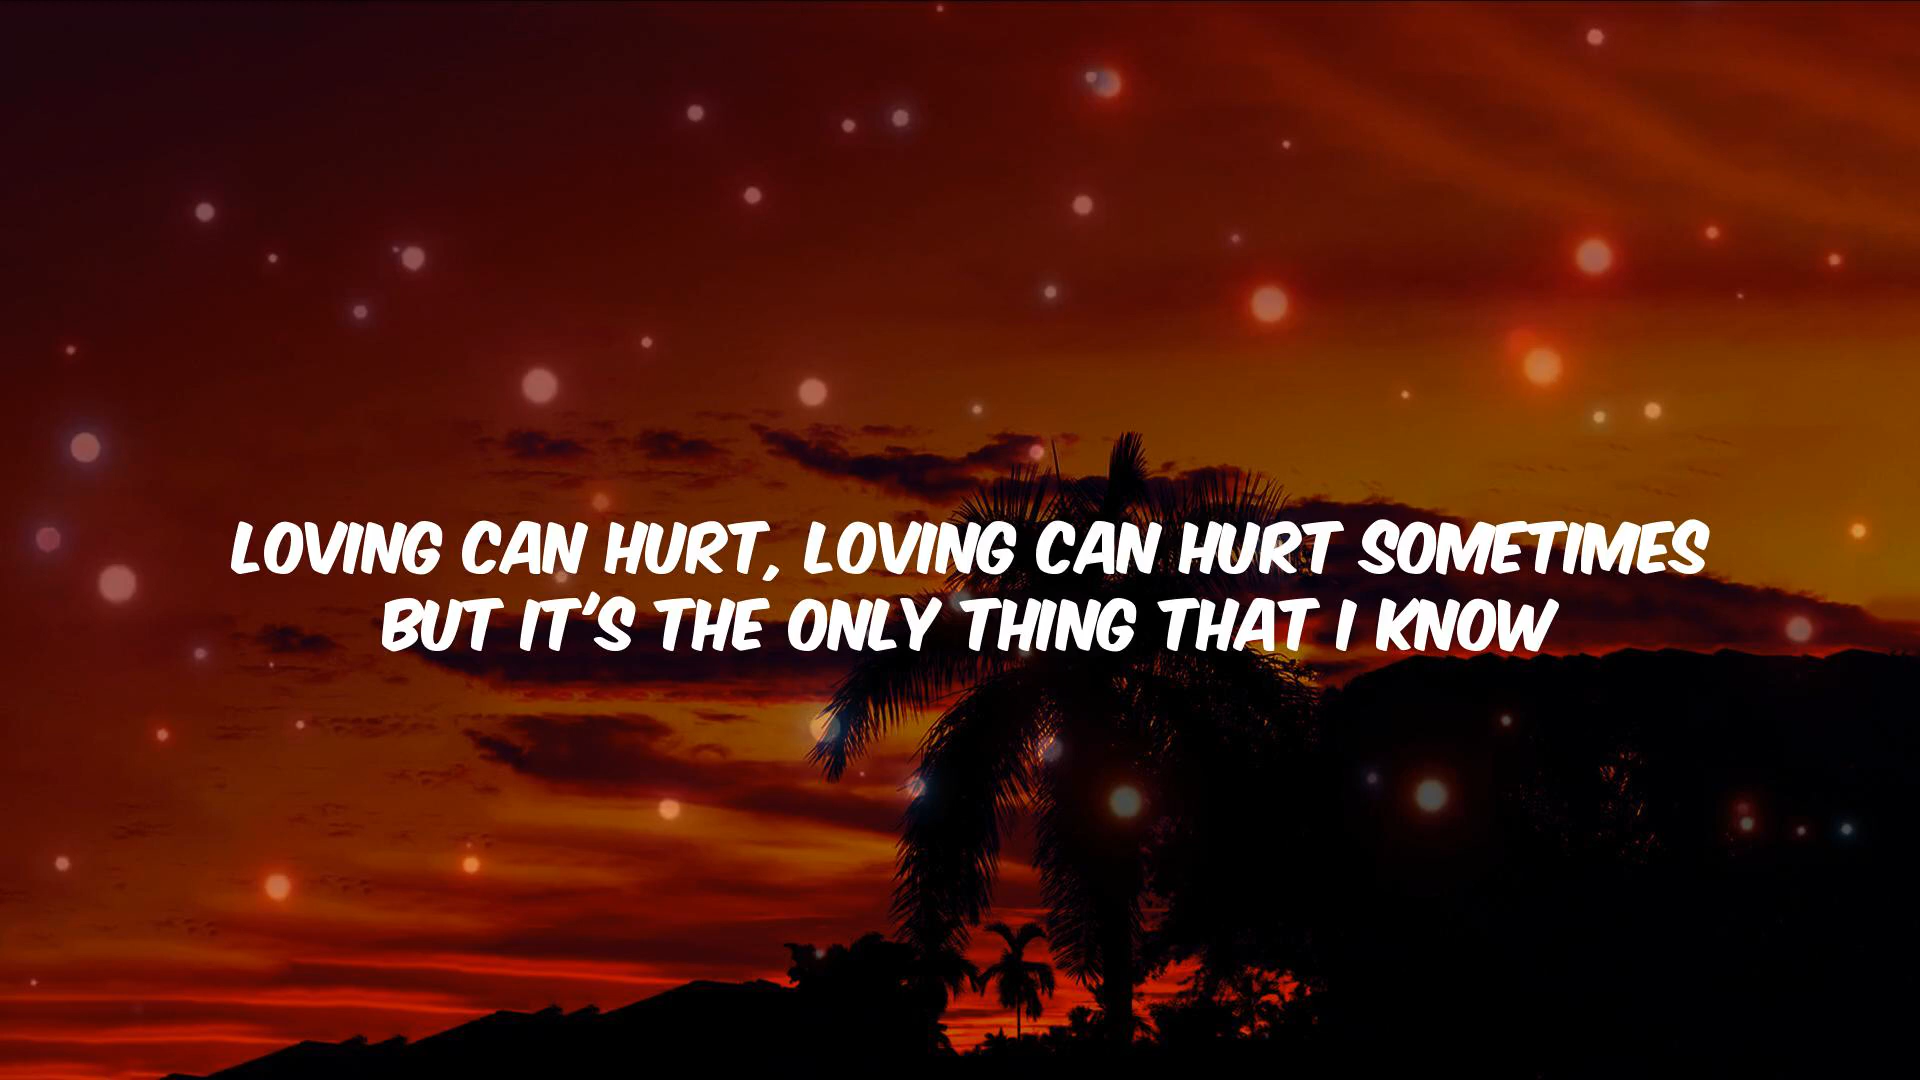 LOVING CAN HURT, LOVING CAN HURT SOMETIMES
BUT IT'S THE ONLY THING THAT I KNOW